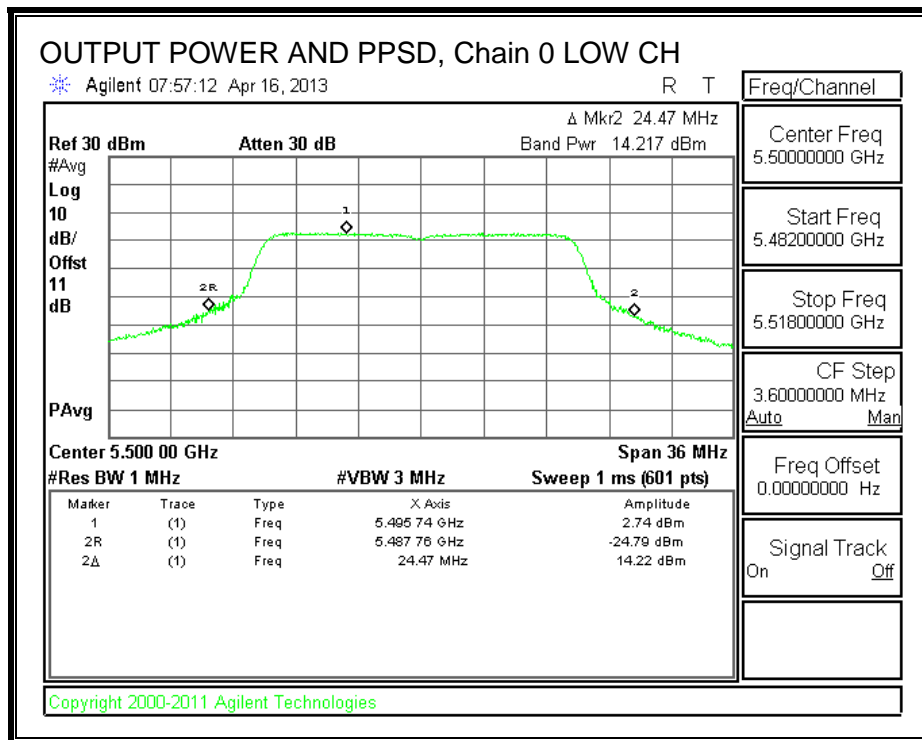 OUTPUT POWER AND PPSD, Chain 0 LOW CH
Agilent 07:57:12 Apr 16, 2013 R T
Δ Mkr2 24.47 MHz
Ref 30 dBm Atten 30 dB Band Pwr 14.217 dBm
#Avg
Log
10
dB/
Offst
11
dB
1
2R
2
PAvg
Center 5.500 00 GHz Span 36 MHz
#Res BW 1 MHz #VBW 3 MHz Sweep 1 ms (601 pts)
Marker Trace Type X Axis Amplitude
1 (1) Freq 5.495 74 GHz 2.74 dBm
2R (1) Freq 5.487 76 GHz -24.79 dBm
2Δ (1) Freq 24.47 MHz 14.22 dBm
Freq/Channel
Center Freq
5.50000000 GHz
Start Freq
5.48200000 GHz
Stop Freq
5.51800000 GHz
CF Step
3.60000000 MHz
Auto Man
Freq Offset
0.00000000 Hz
Signal Track
On Off
Copyright 2000-2011 Agilent Technologies